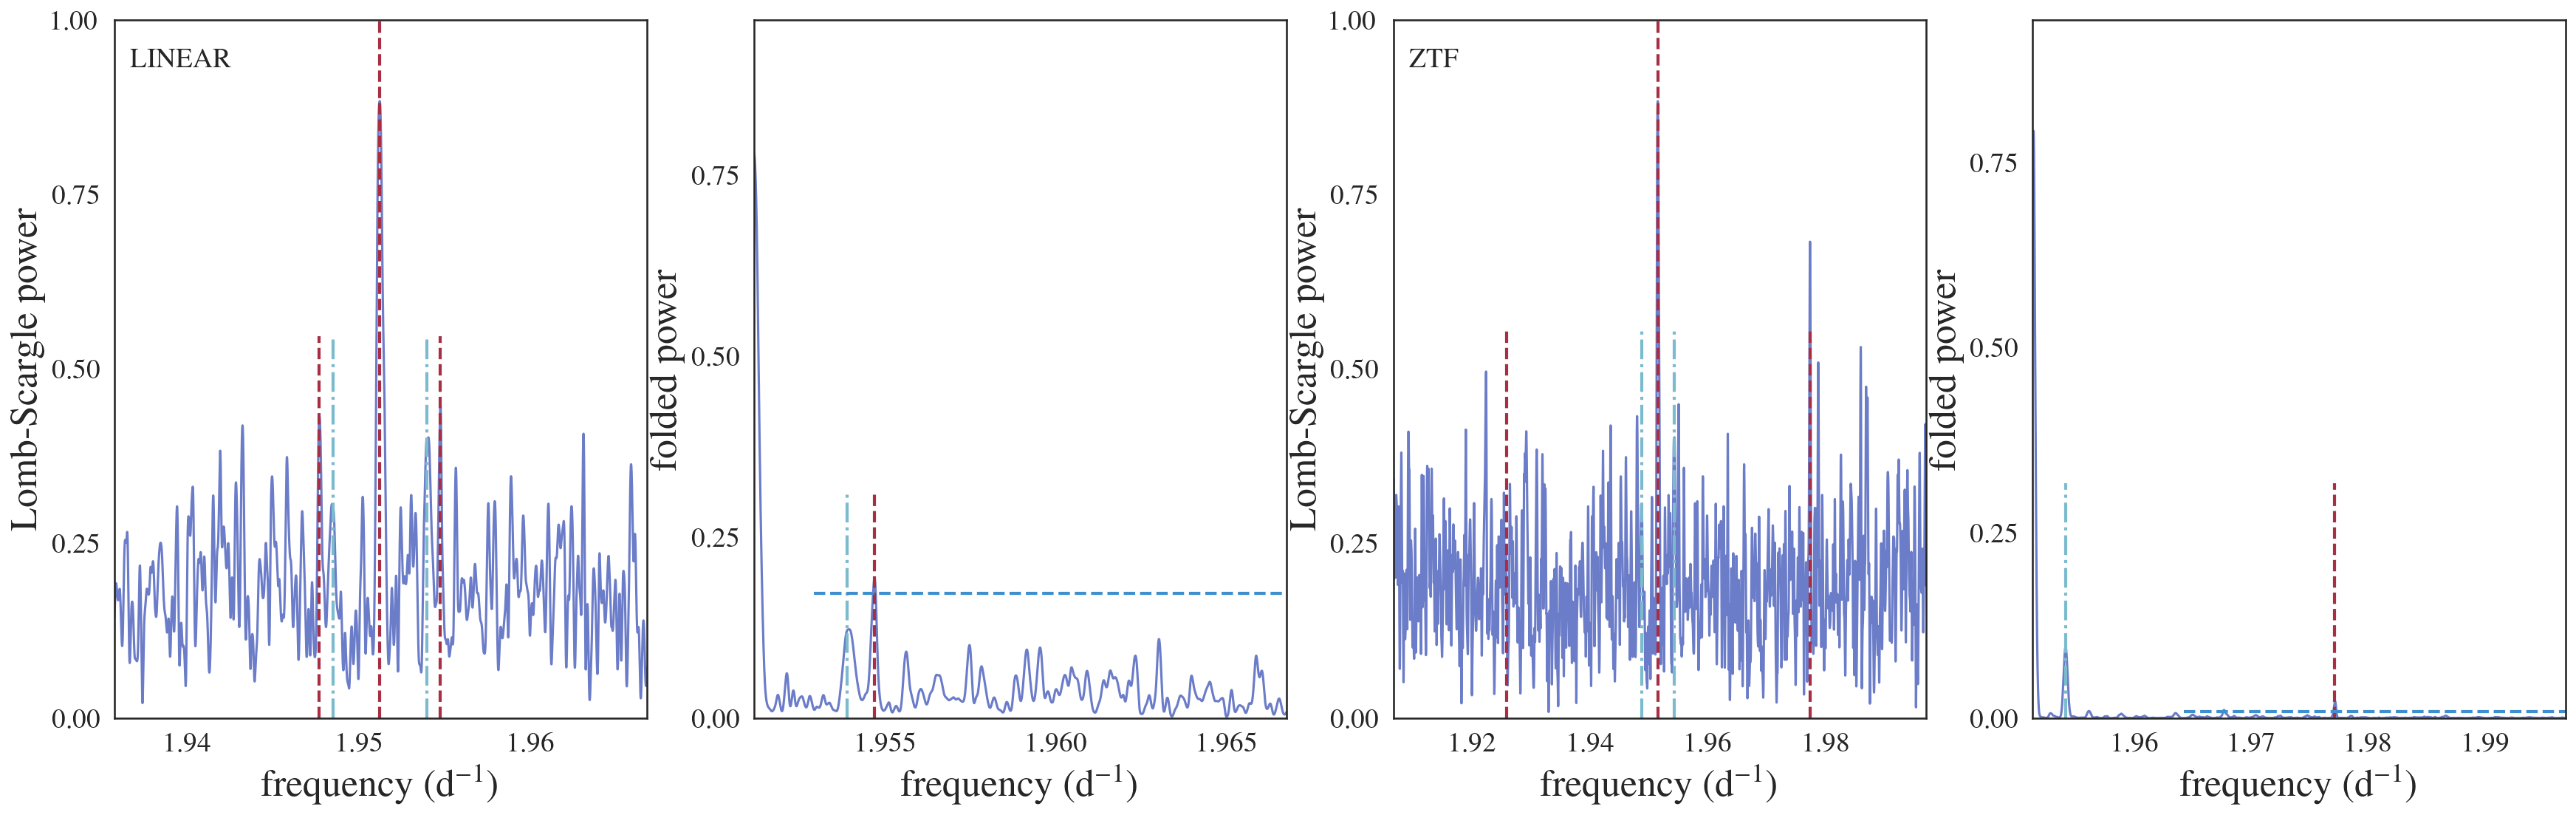 LINEAR
Lomb-Scargle power
1.00
0.75
0.50
0.25
0.00
1.94 1.95 1.96
frequency (d⁻¹)
folded power
0.75
0.50
0.25
0.00
1.955 1.960 1.965
frequency (d⁻¹)
ZTF
Lomb-Scargle power
1.00
0.75
0.50
0.25
0.00
1.92 1.94 1.96 1.98
frequency (d⁻¹)
folded power
0.75
0.50
0.25
0.00
1.96 1.97 1.98 1.99
frequency (d⁻¹)